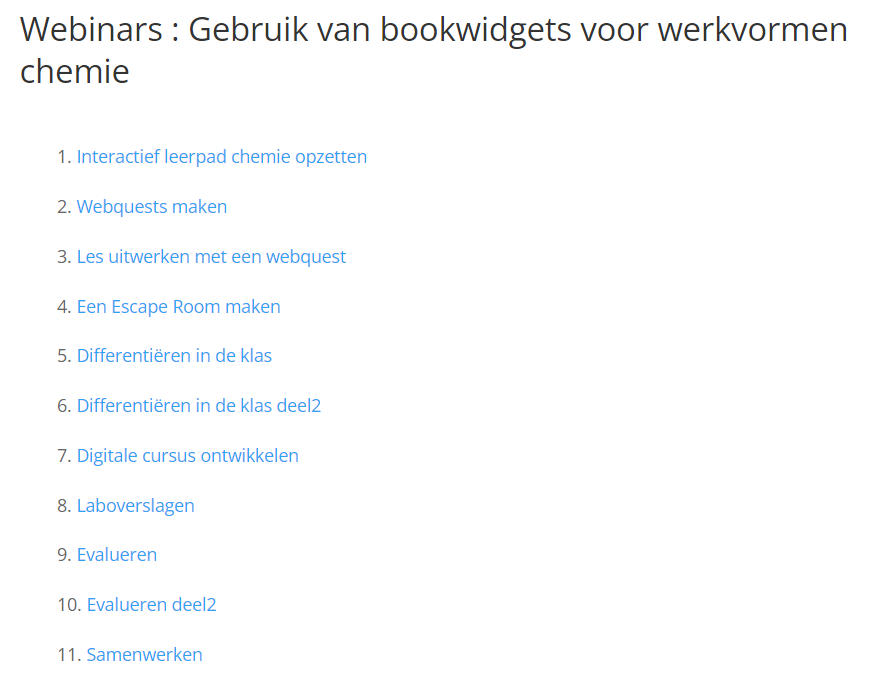 Webinars : Gebruik van bookwidgets voor werkvormen
chemie
1. Interactief leerpad chemie opzetten
2. Webquests maken
3. Les uitwerken met een webquest
4. Een Escape Room maken
5. Differentiëren in de klas
6. Differentiëren in de klas deel2
7. Digitale cursus ontwikkelen
8. Laboverslagen
9. Evalueren
10. Evalueren deel2
11. Samenwerken